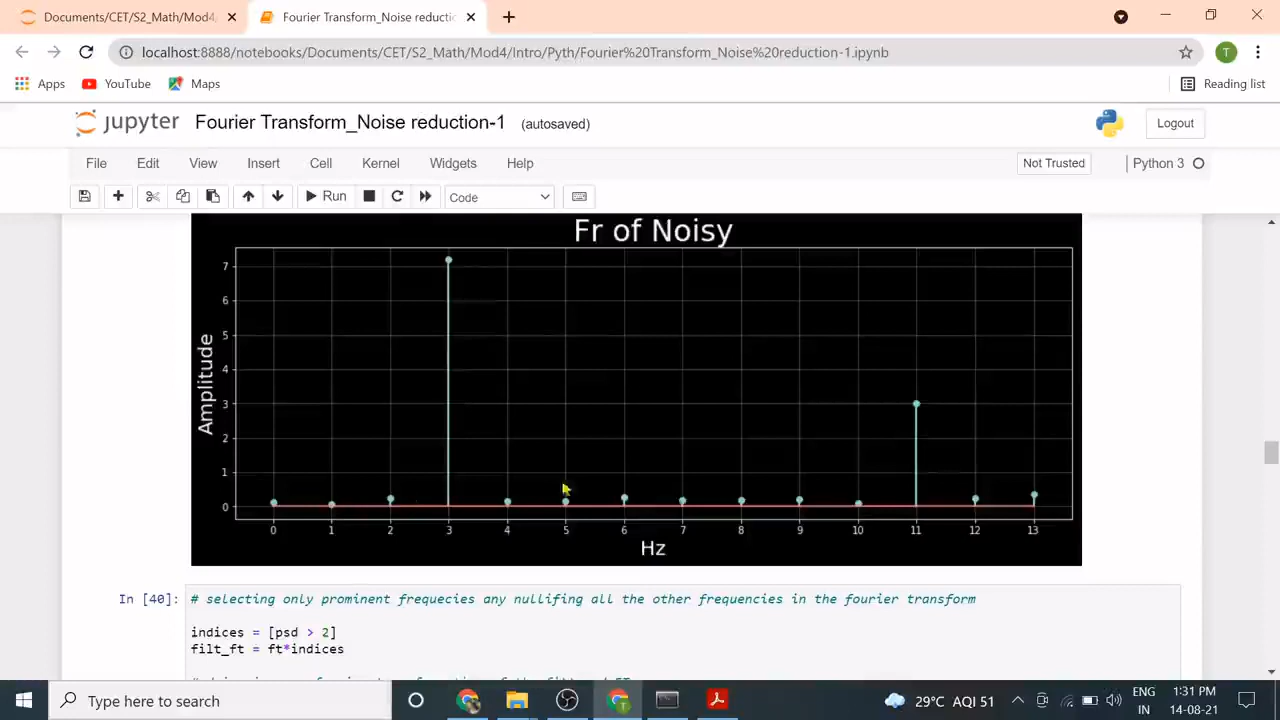 Documents/CET/S2_Math/Mod4/
Fourier Transform_Noise reductio
localhost:8888/notebooks/Documents/CET/S2_Math/Mod4/Intro/Pyth/Fourier%20Transform_Noise%20reduction-1.ipynb
T
Apps YouTube Maps Reading list
jupyter Fourier Transform_Noise reduction-1 (autosaved) Logout
File Edit View Insert Cell Kernel Widgets Help Not Trusted Python 3
Run Code
Fr of Noisy
7
6
5
4
3
2
1
0
Amplitude
0 1 2 3 4 5 6 7 8 9 10 11 12 13
Hz
In [40]: # selecting only prominent frequecies any nullifing all the other frequencies in the fourier transform
indices = [psd > 2]
filt_ft = ft*indices
Type here to search
29°C AQI 51
ENG
IN
1:31 PM
14-08-21